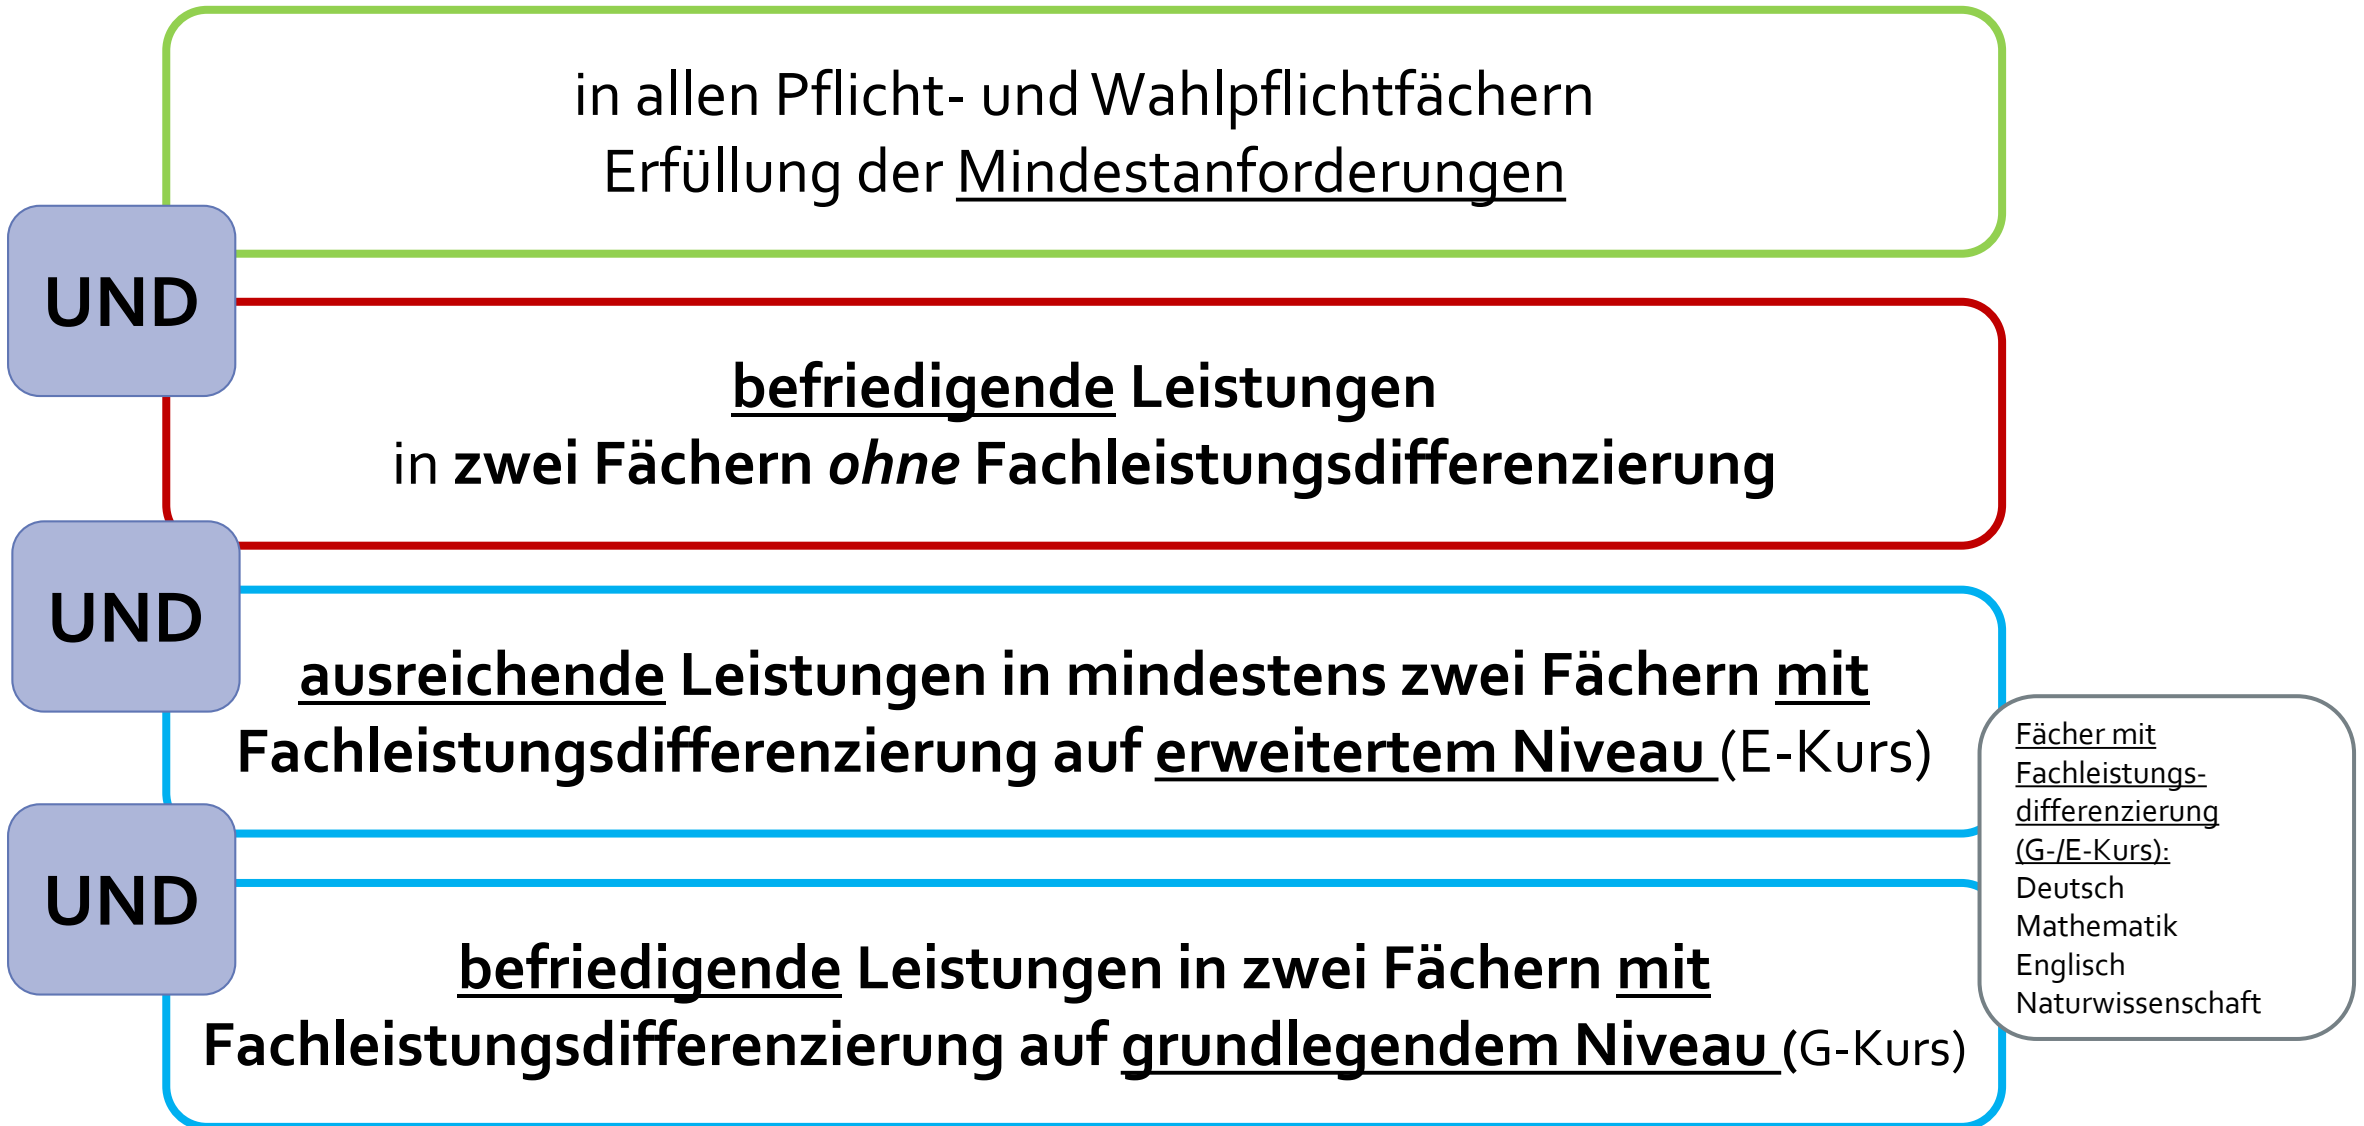 in allen Pflicht- und Wahlpflichtfächern
Erfüllung der Mindestanforderungen
UND
befriedigende Leistungen
in zwei Fächern ohne Fachleistungsdifferenzierung
UND
ausreichende Leistungen in mindestens zwei Fächern mit
Fachleistungsdifferenzierung auf erweitertem Niveau (E-Kurs)
UND
befriedigende Leistungen in zwei Fächern mit
Fachleistungsdifferenzierung auf grundlegendem Niveau (G-Kurs)
Fächer mit
Fachleistungs-
differenzierung
(G-/E-Kurs):
Deutsch
Mathematik
Englisch
Naturwissenschaft